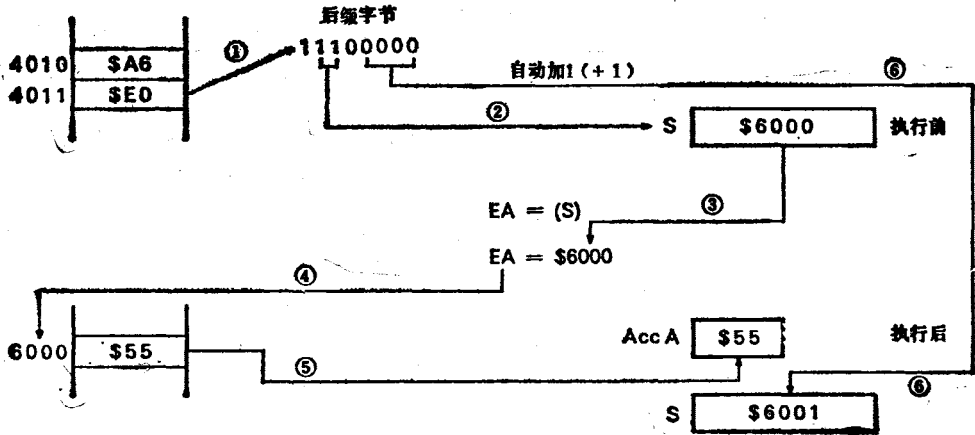 后缀字节
4010 $A6 ① 11100000
4011 $E0 自动加1(+1) ⑥
② S $6000 执行前
EA = (S) ③
EA = $6000
④
6000 $55 Acc A $55 执行后
⑤ ⑥
S $6001